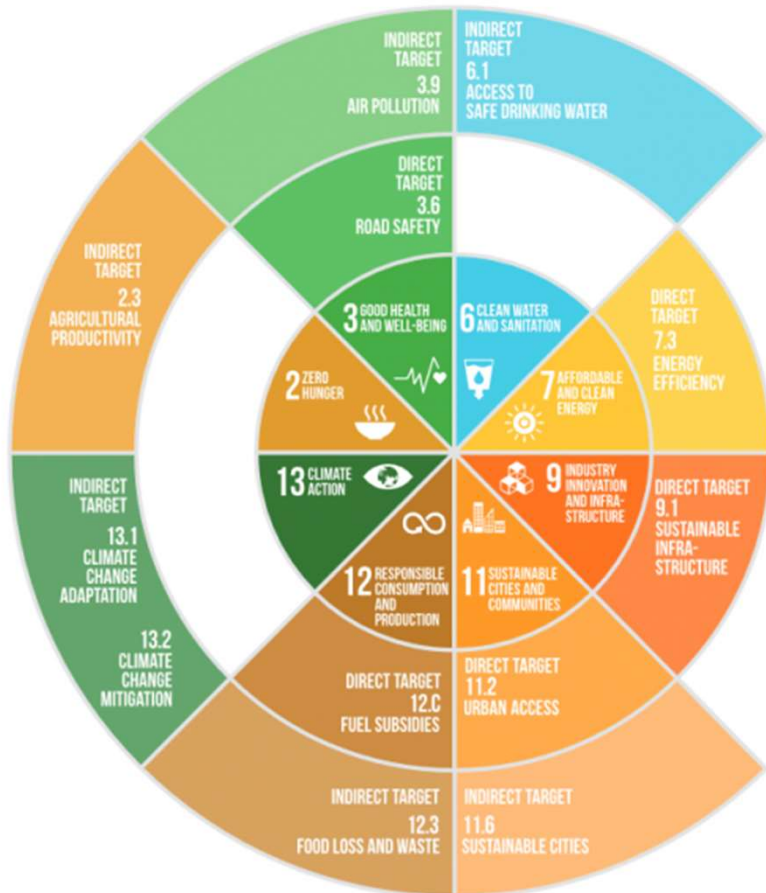 INDIRECT
TARGET
3.9
AIR POLLUTION
INDIRECT
TARGET
6.1
ACCESS TO
SAFE DRINKING WATER
DIRECT
TARGET
3.6
ROAD SAFETY
INDIRECT
TARGET
2.3
AGRICULTURAL
PRODUCTIVITY
DIRECT
TARGET
7.3
ENERGY
EFFICIENCY
3 GOOD HEALTH
AND WELL-BEING
6 CLEAN WATER
AND SANITATION
2 ZERO
HUNGER
7 AFFORDABLE
AND CLEAN
ENERGY
13 CLIMATE
ACTION
9 INDUSTRY
INNOVATION
AND INFRA-
STRUCTURE
INDIRECT
TARGET
13.1
CLIMATE
CHANGE
ADAPTATION
13.2
CLIMATE
CHANGE
MITIGATION
DIRECT TARGET
9.1
SUSTAINABLE
INFRA-
STRUCTURE
12 RESPONSIBLE
CONSUMPTION
AND
PRODUCTION
11 SUSTAINABLE
CITIES AND
COMMUNITIES
DIRECT TARGET
12.C
FUEL SUBSIDIES
DIRECT TARGET
11.2
URBAN ACCESS
INDIRECT TARGET
12.3
FOOD LOSS AND WASTE
INDIRECT TARGET
11.6
SUSTAINABLE CITIES